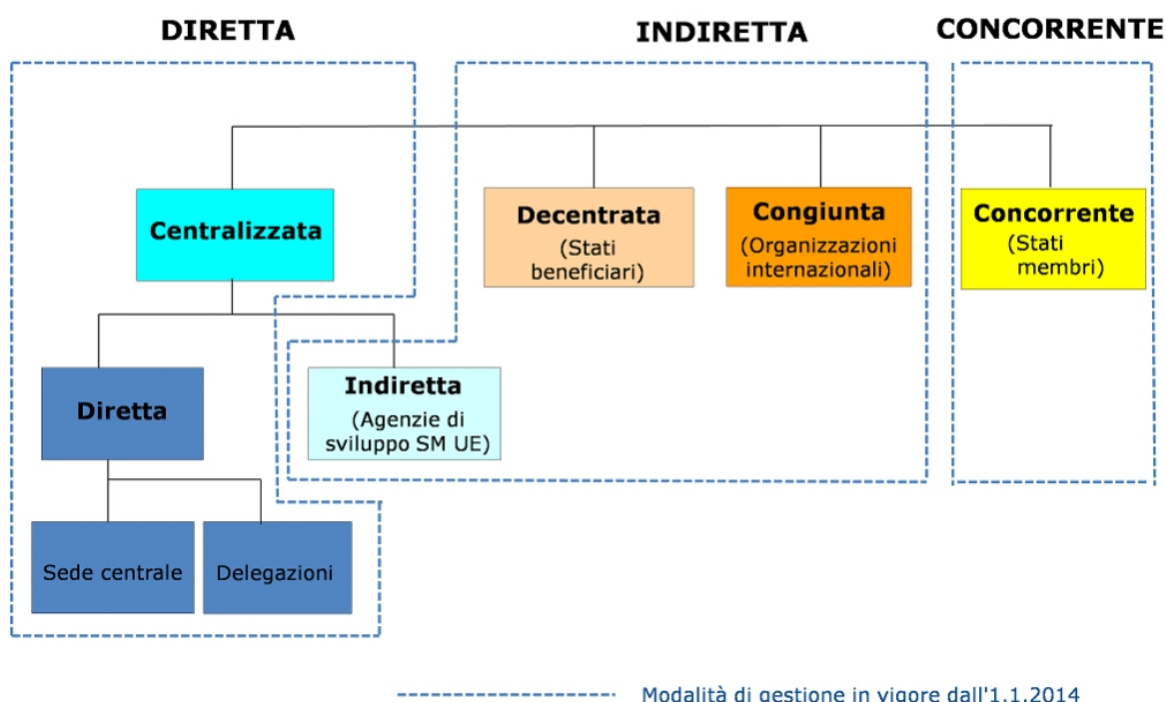 DIRETTA
INDIRETTA
CONCORRENTE
Centralizzata
Decentrata
(Stati
beneficiari)
Congiunta
(Organizzazioni
internazionali)
Concorrente
(Stati
membri)
Diretta
Indiretta
(Agenzie di
sviluppo SM UE)
Sede centrale
Delegazioni
Modalità di gestione in vigore dall'1.1.2014